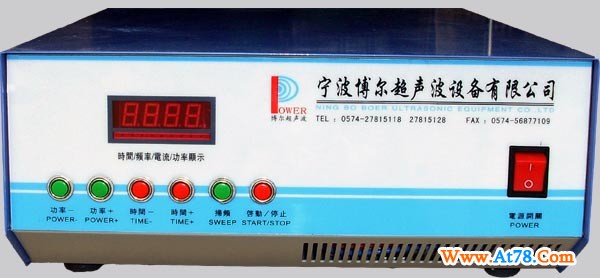 8.8.8.8.
POWER
博尔超声波
宁波博尔超声波设备有限公司
NING BO BOER ULTRASONIC EQUIPMENT CO.,LTD
TEL : 0574-27815118 27815128 FAX : 0574-56877109
時間/频率/電流/功率顯示
功率－ 功率＋ 時間－ 時間＋ 掃頻 啓動／停止
POWER- POWER+ TIME- TIME+ SWEEP START/STOP
電源開關
POWER
Www.At78.Com